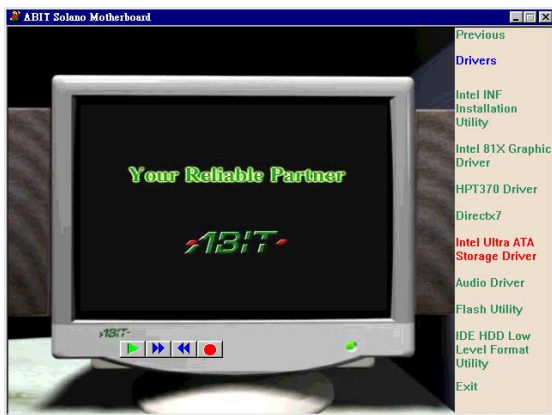 ABIT Solano Motherboard
Your Reliable Partner
ABIT
ABIT
Previous
Drivers
Intel INF
Installation
Utility
Intel 81X Graphic
Driver
HPT370 Driver
Directx7
Intel Ultra ATA
Storage Driver
Audio Driver
Flash Utility
IDE HDD Low
Level Format
Utility
Exit